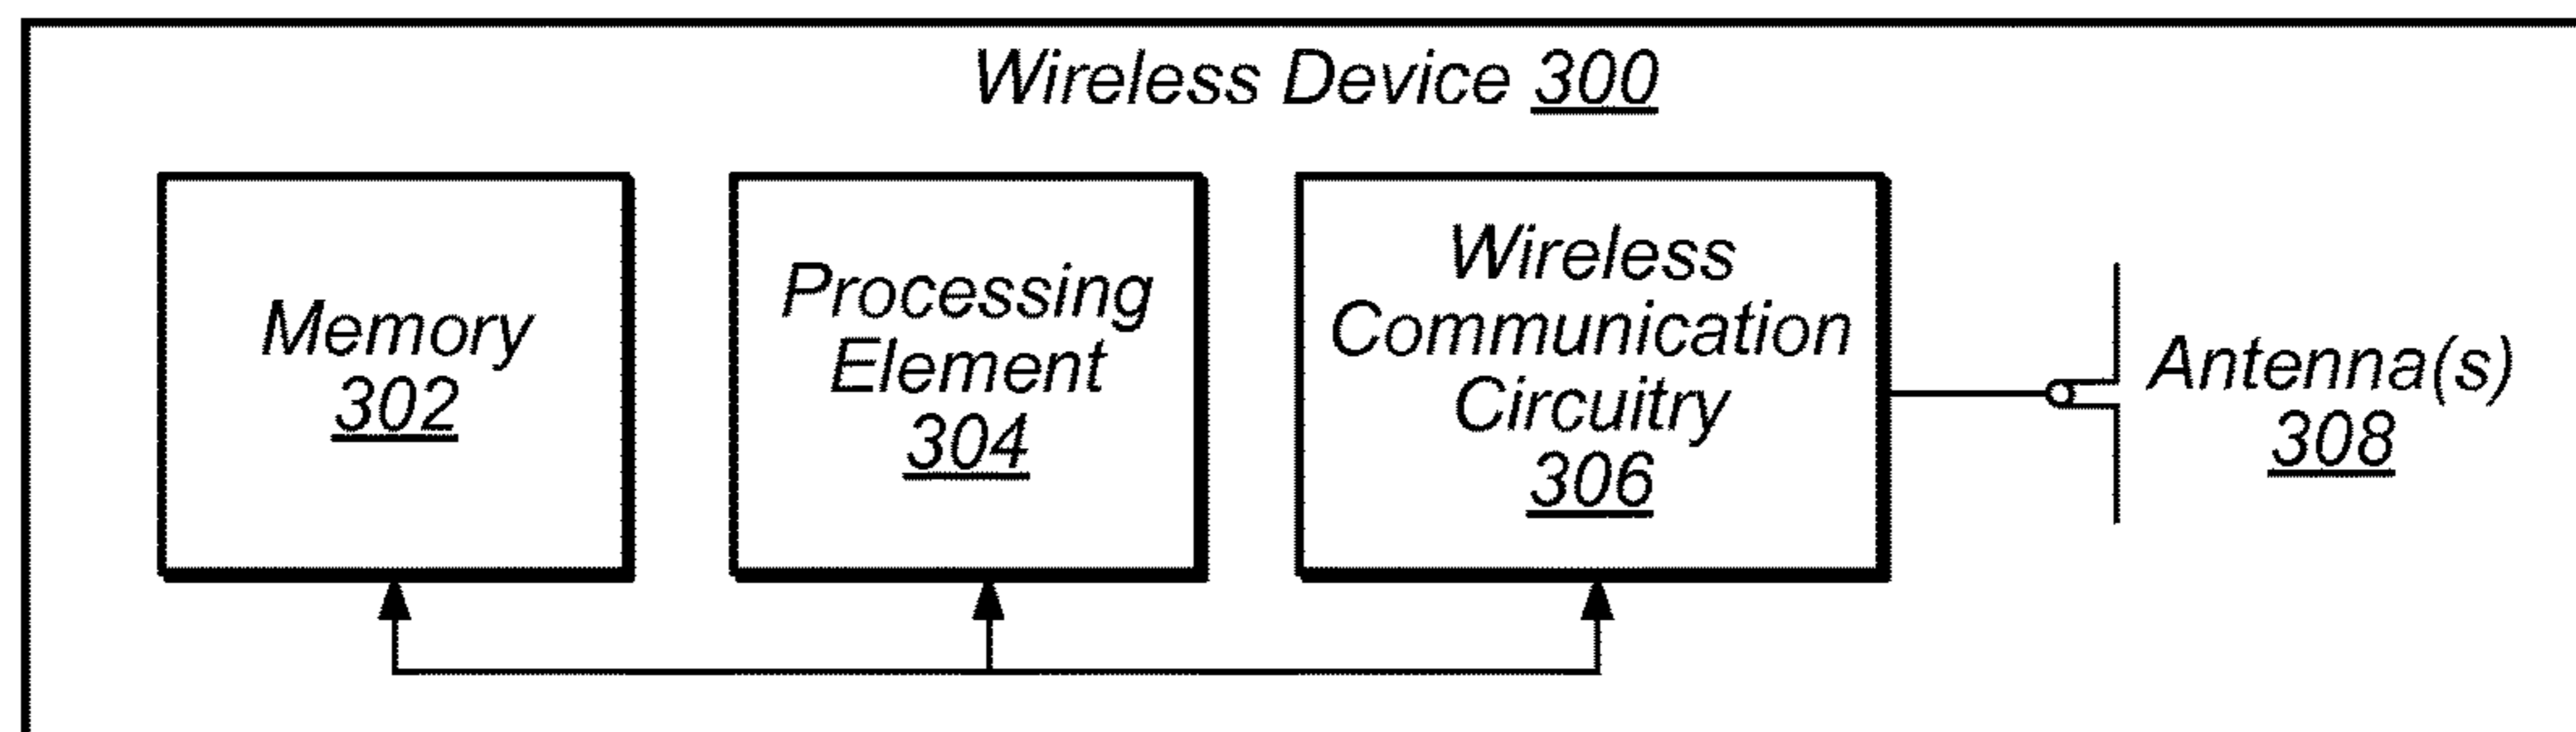 Wireless Device 300
Memory
302
Processing
Element
304
Wireless
Communication
Circuitry
306
Antenna(s)
308